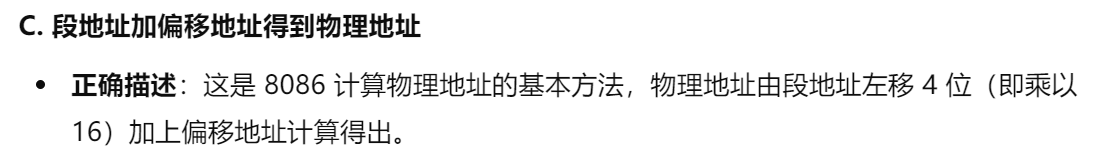 C. 段地址加偏移地址得到物理地址
• 正确描述：这是 8086 计算物理地址的基本方法，物理地址由段地址左移 4 位（即乘以
16）加上偏移地址计算得出。